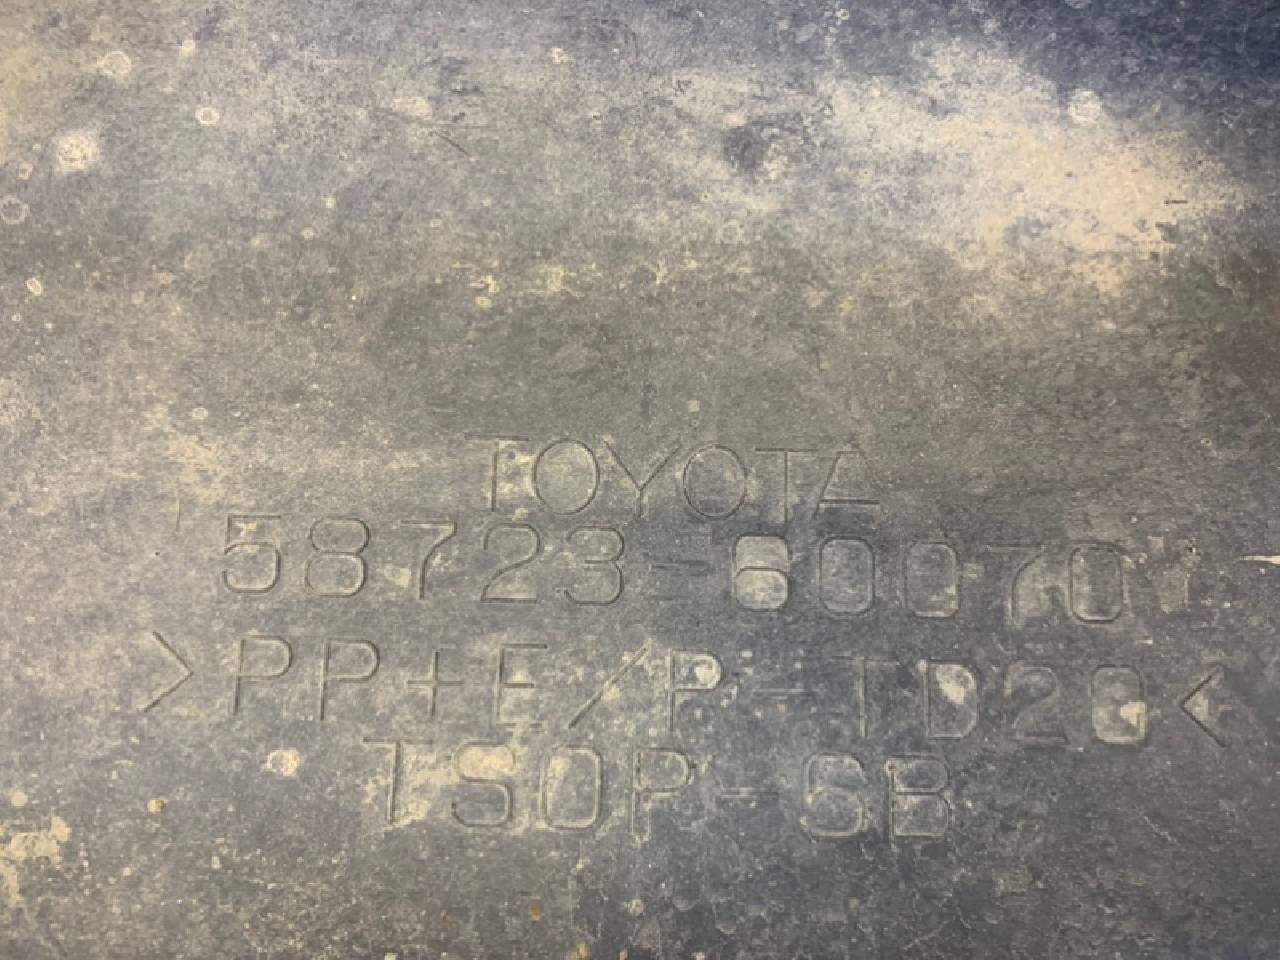 TOYOTA
58723-60070
>PP+E/P-TD20<
TSOP-6B